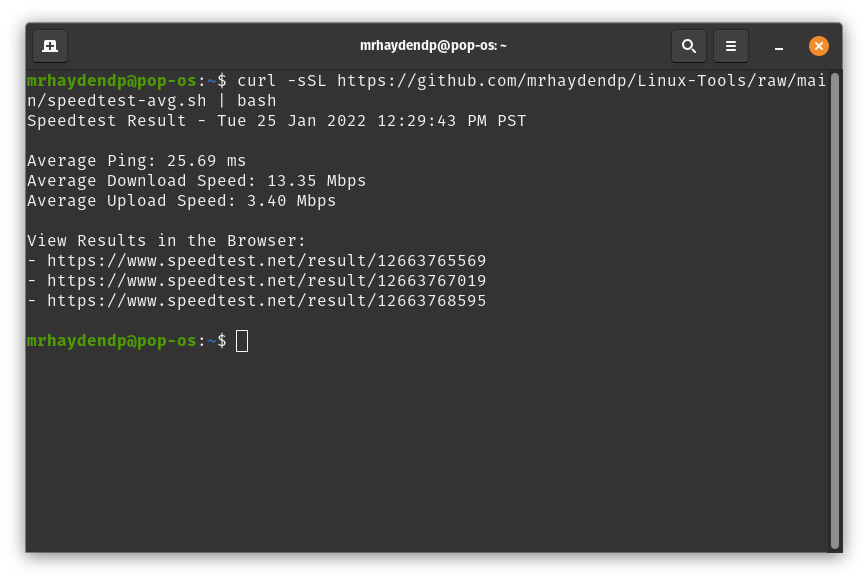 mrhaydendp@pop-os: ~
mrhaydendp@pop-os:~$ curl -sSL https://github.com/mrhaydendp/Linux-Tools/raw/mai
n/speedtest-avg.sh | bash
Speedtest Result - Tue 25 Jan 2022 12:29:43 PM PST
Average Ping: 25.69 ms
Average Download Speed: 13.35 Mbps
Average Upload Speed: 3.40 Mbps
View Results in the Browser:
- https://www.speedtest.net/result/12663765569
- https://www.speedtest.net/result/12663767019
- https://www.speedtest.net/result/12663768595
mrhaydendp@pop-os:~$